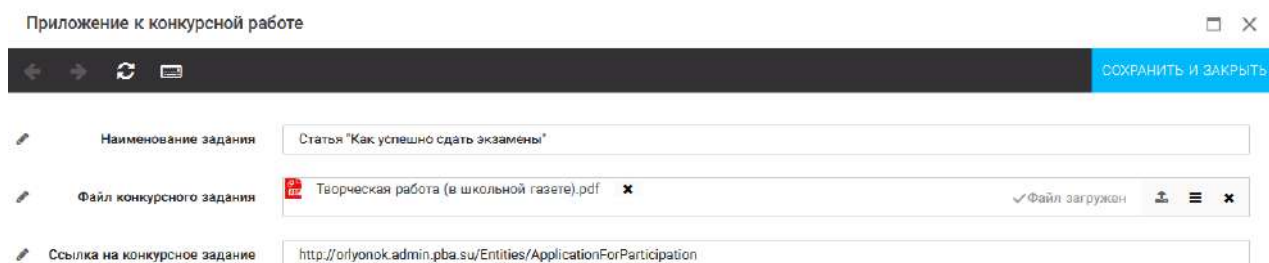 Приложение к конкурсной работе
СОХРАНИТЬ И ЗАКРЫТЬ
Наименование задания Статья "Как успешно сдать экзамены"
Файл конкурсного задания Творческая работа (в школьной газете).pdf Файл загружен
Ссылка на конкурсное задание http://orlyonok.admin.pba.su/Entities/ApplicationForParticipation